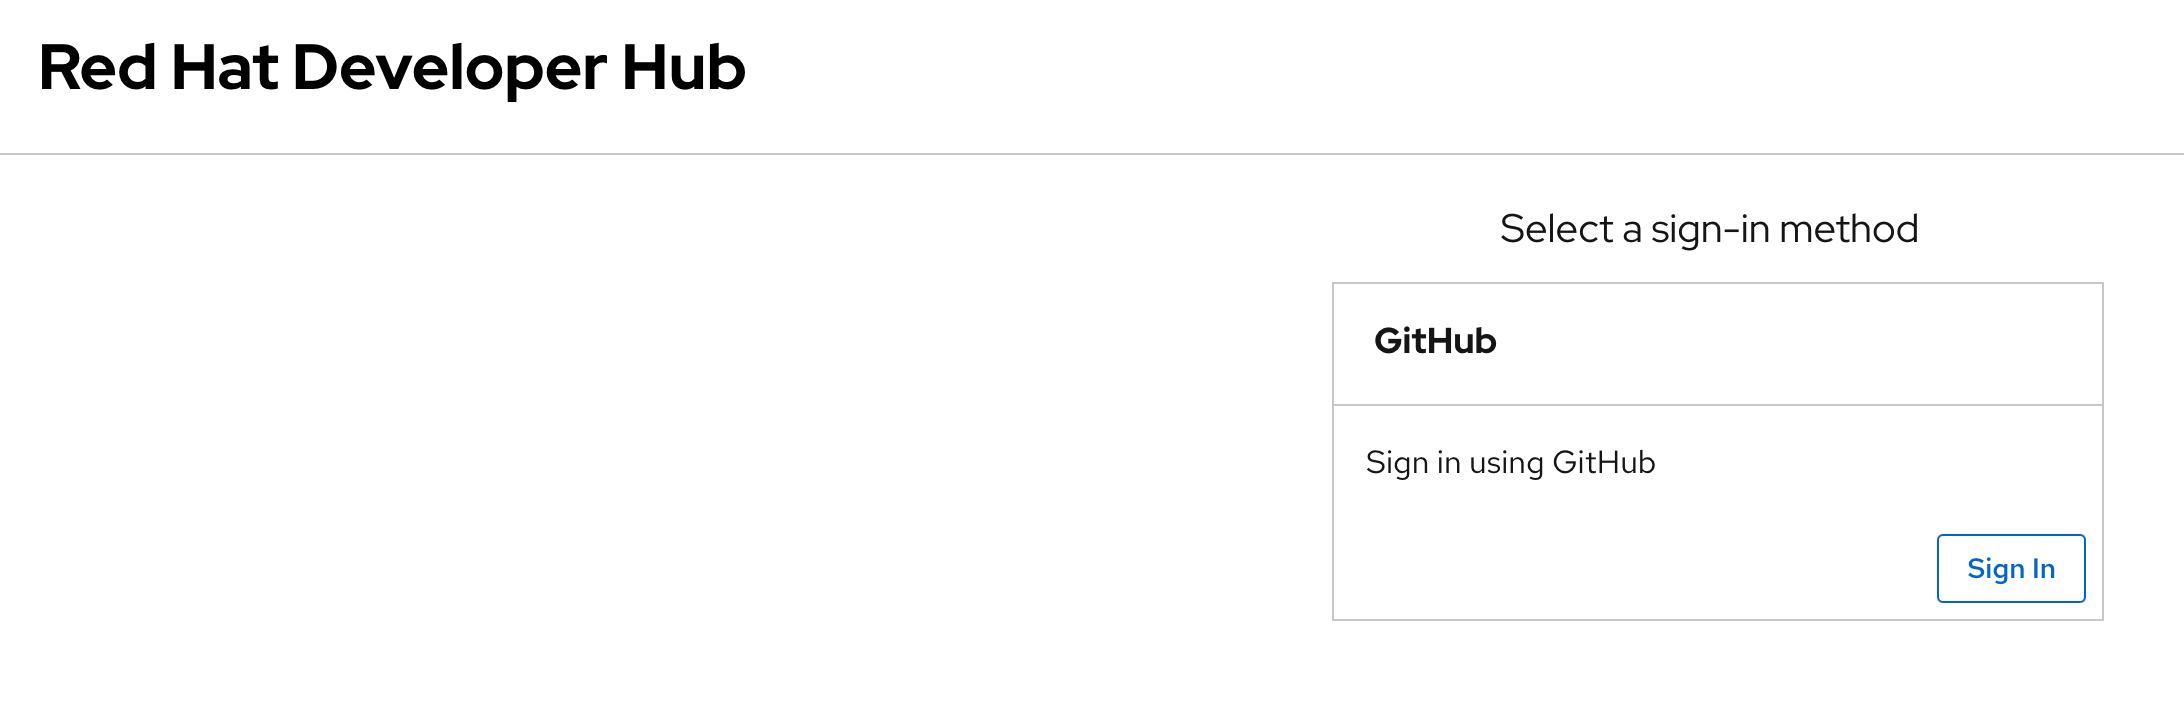 Red Hat Developer Hub
Select a sign-in method
GitHub
Sign in using GitHub
Sign In